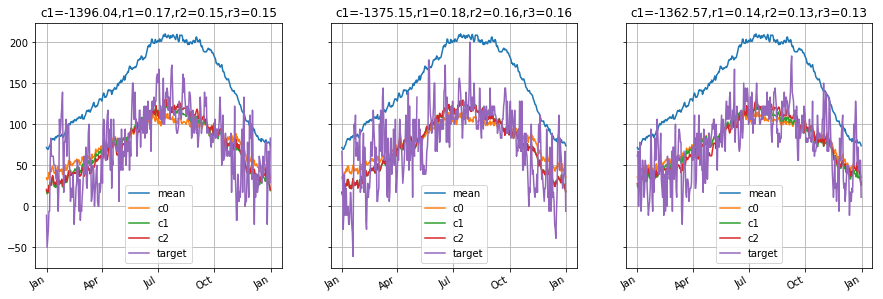 c1=-1396.04,r1=0.17,r2=0.15,r3=0.15
c1=-1375.15,r1=0.18,r2=0.16,r3=0.16
c1=-1362.57,r1=0.14,r2=0.13,r3=0.13
200
150
100
50
0
−50
mean
c0
c1
c2
target
mean
c0
c1
c2
target
mean
c0
c1
c2
target
Jan
Apr
Jul
Oct
Jan
Jan
Apr
Jul
Oct
Jan
Jan
Apr
Jul
Oct
Jan